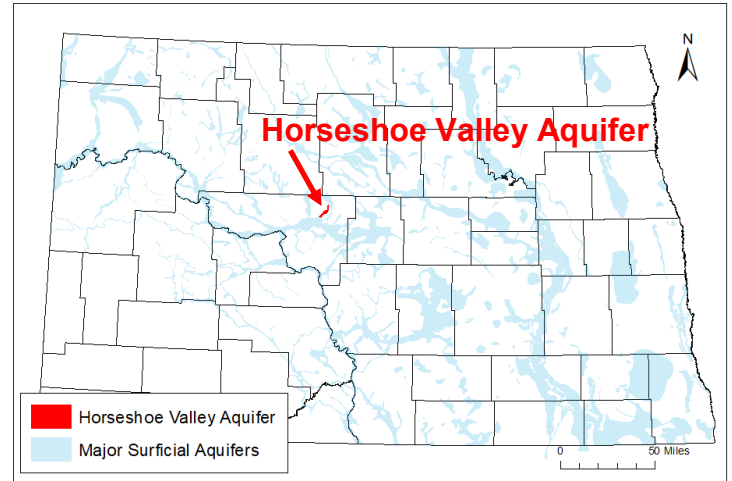 N
Horseshoe Valley Aquifer
Horseshoe Valley Aquifer
Major Surficial Aquifers
0 50 Miles